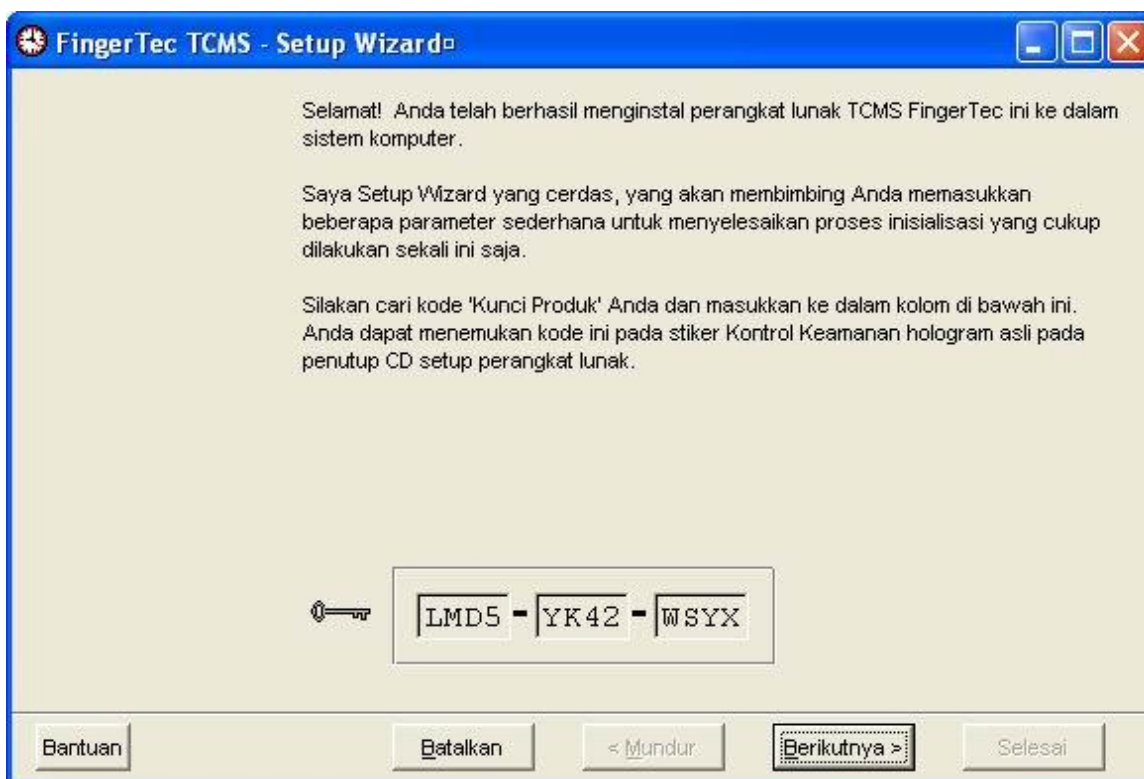 FingerTec TCMS - Setup Wizard¤
Selamat! Anda telah berhasil menginstal perangkat lunak TCMS FingerTec ini ke dalam
sistem komputer.
Saya Setup Wizard yang cerdas, yang akan membimbing Anda memasukkan
beberapa parameter sederhana untuk menyelesaikan proses inisialisasi yang cukup
dilakukan sekali ini saja.
Silakan cari kode 'Kunci Produk' Anda dan masukkan ke dalam kolom di bawah ini.
Anda dapat menemukan kode ini pada stiker Kontrol Keamanan hologram asli pada
penutup CD setup perangkat lunak.
LMD5-YK42-WSYX
Bantuan Batalkan < Mundur Berikutnya > Selesai